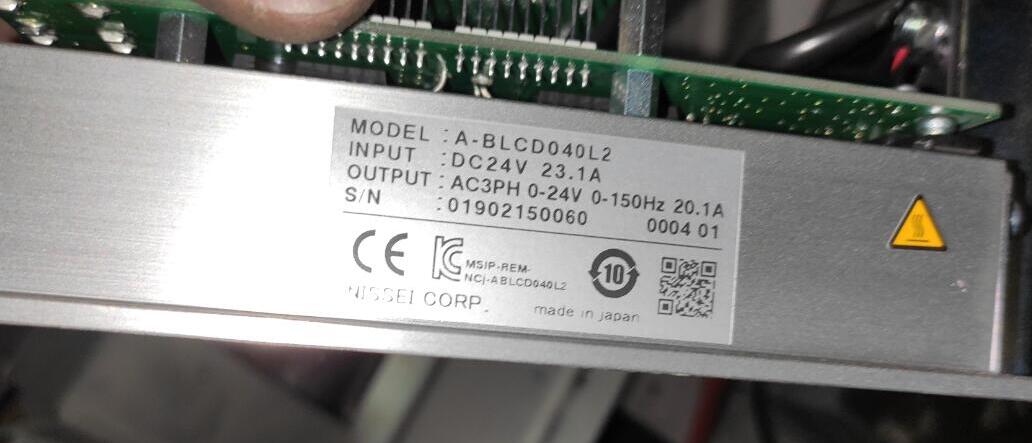 MODEL : A-BLCD040L2
INPUT : DC24V 23.1A
OUTPUT : AC3PH 0-24V 0-150Hz 20.1A
S/N : 01902150060 0004 01
CE
KC MSIP-REM-
NCj-ABLCD040L2
10
NISSEI CORP.
made in japan